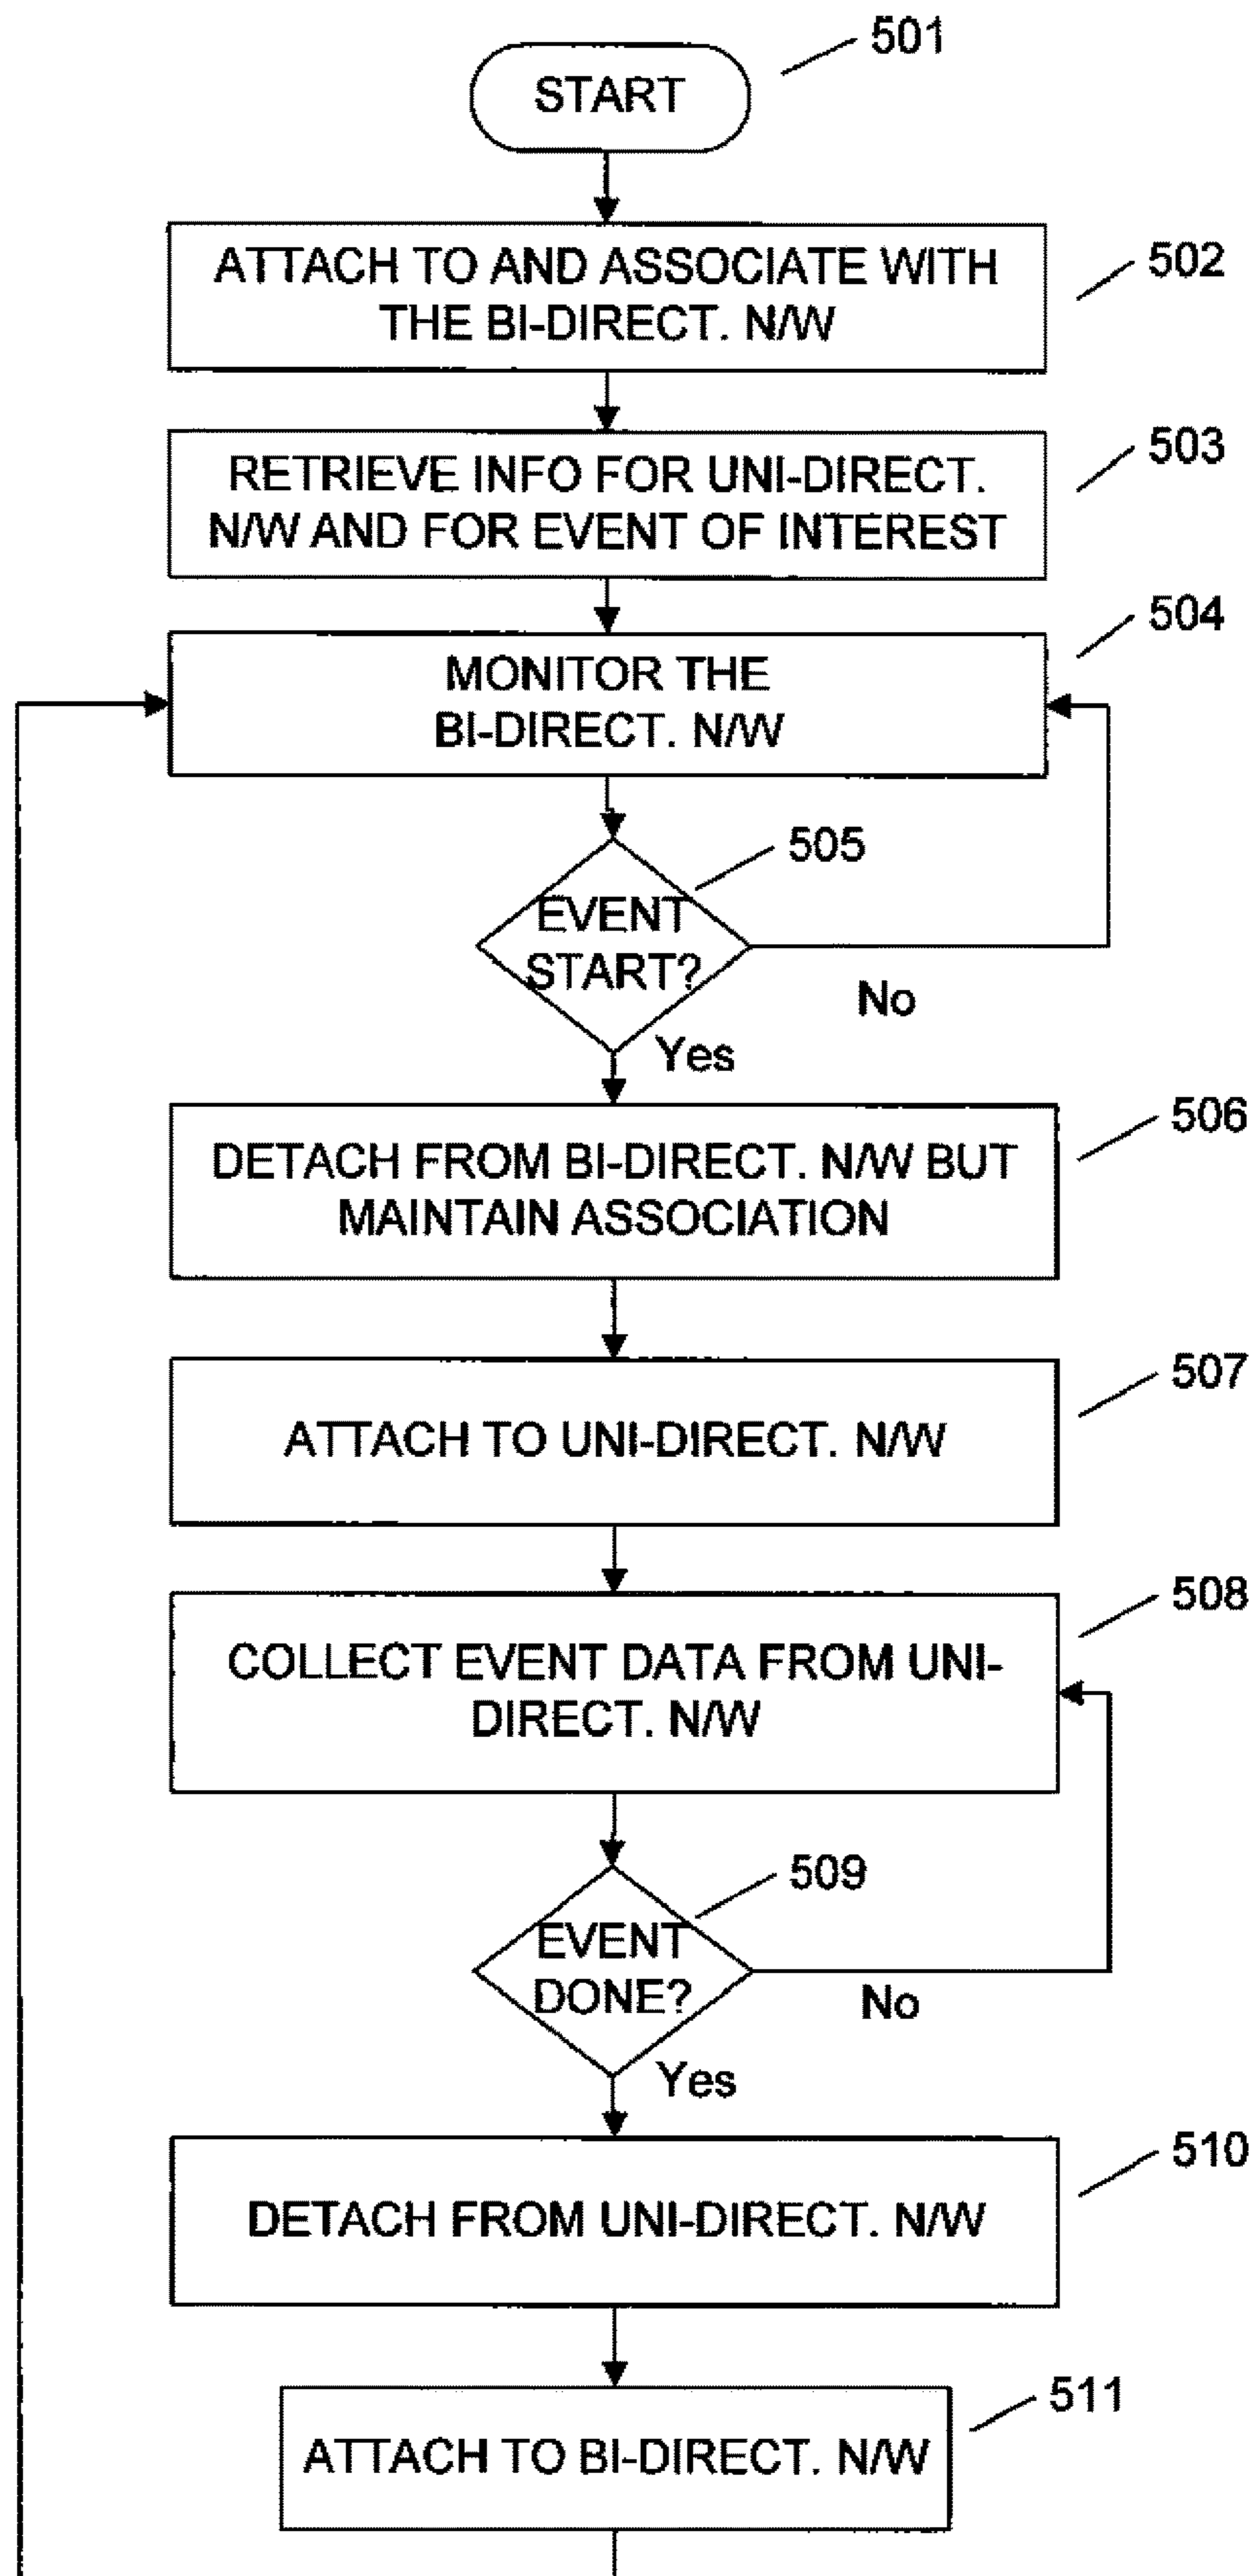 501
START
ATTACH TO AND ASSOCIATE WITH
THE BI-DIRECT. N/W
502
RETRIEVE INFO FOR UNI-DIRECT.
N/W AND FOR EVENT OF INTEREST
503
MONITOR THE
BI-DIRECT. N/W
504
505
EVENT
START?
No
Yes
DETACH FROM BI-DIRECT. N/W BUT
MAINTAIN ASSOCIATION
506
ATTACH TO UNI-DIRECT. N/W
507
COLLECT EVENT DATA FROM UNI-
DIRECT. N/W
508
509
EVENT
DONE?
No
Yes
DETACH FROM UNI-DIRECT. N/W
510
ATTACH TO BI-DIRECT. N/W
511